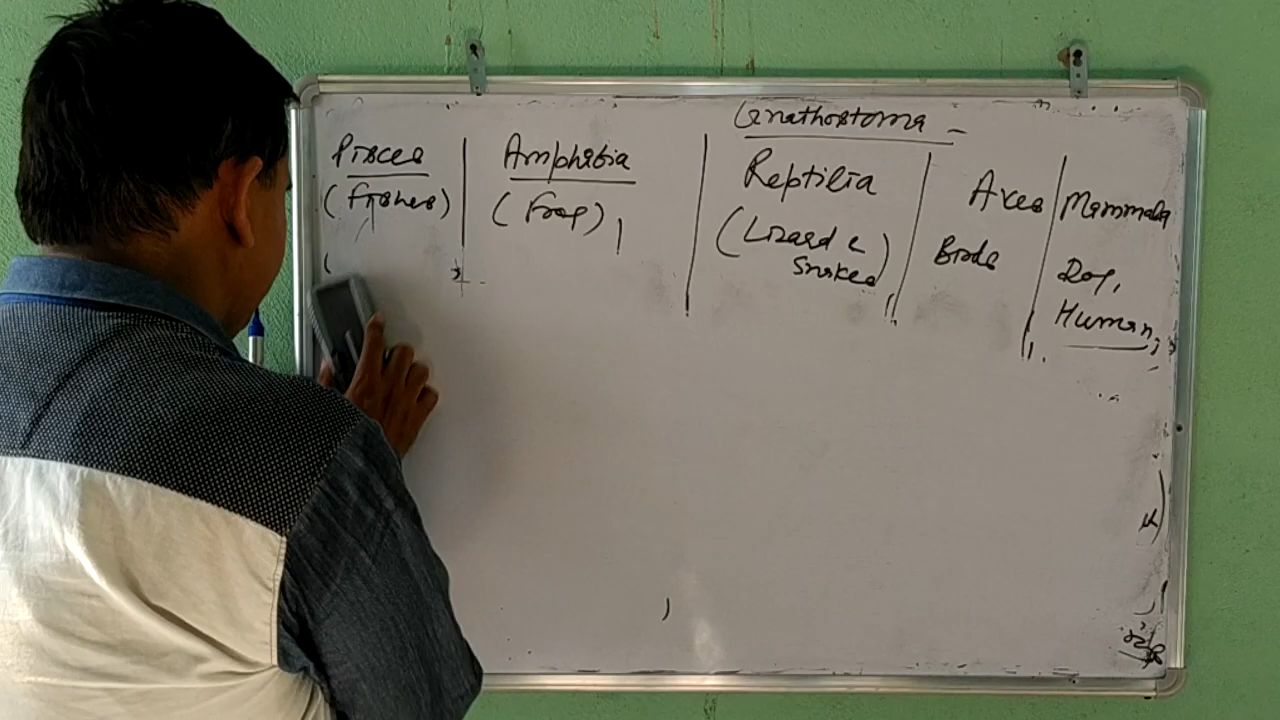 Gnathostoma -
Pisces
(Fishes)
Amphibia
(Frog),
Reptilia
(Lizard &
Snakes)
Aves
Birds
Mammalia
Dog,
Human,